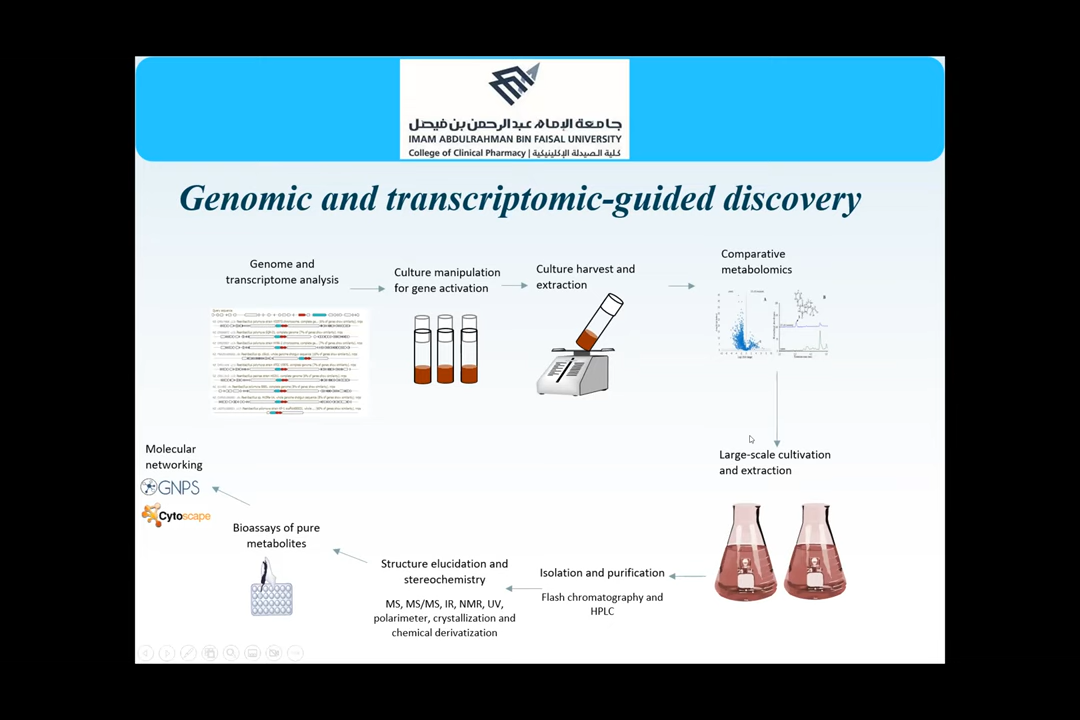 جامعة الإمام عبدالرحمن بن فيصل
IMAM ABDULRAHMAN BIN FAISAL UNIVERSITY
College of Clinical Pharmacy | كلية الصيدلة الإكلينيكية
Genomic and transcriptomic-guided discovery
Genome and
transcriptome analysis
Culture manipulation
for gene activation
Culture harvest and
extraction
Comparative
metabolomics
A
B
Large-scale cultivation
and extraction
Isolation and purification
Flash chromatography and
HPLC
Structure elucidation and
stereochemistry
MS, MS/MS, IR, NMR, UV,
polarimeter, crystallization and
chemical derivatization
Bioassays of pure
metabolites
Molecular
networking
GNPS
Cytoscape